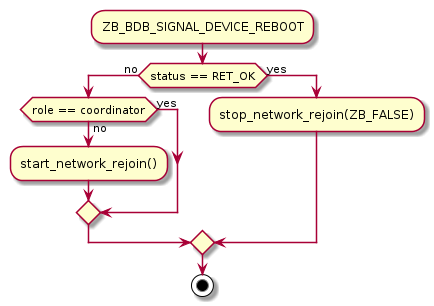 ZB_BDB_SIGNAL_DEVICE_REBOOT
no
status == RET_OK
yes
role == coordinator
yes
stop_network_rejoin(ZB_FALSE)
no
start_network_rejoin()